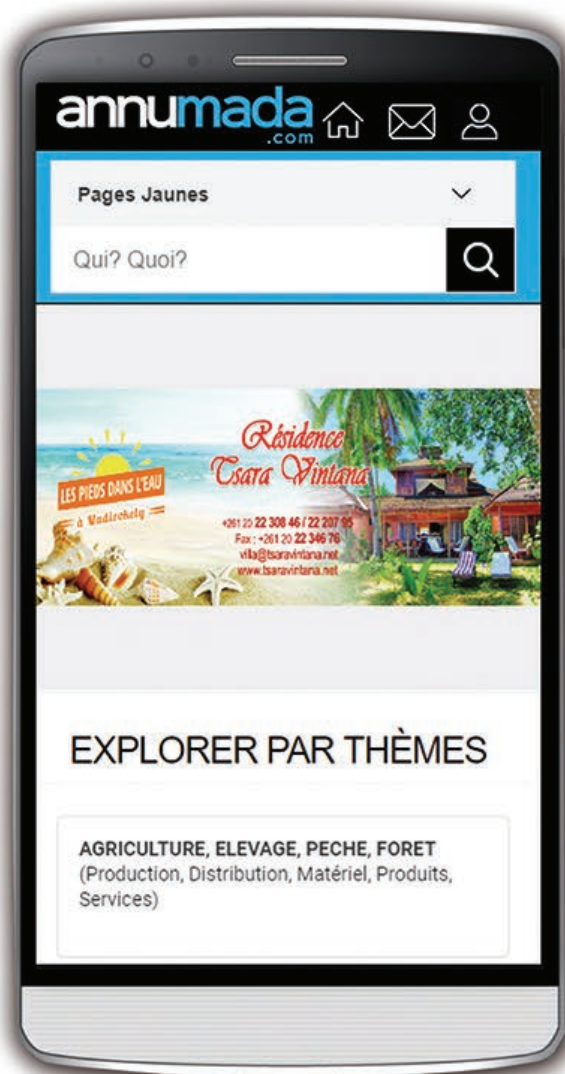 annumada
.com
Pages Jaunes
Qui? Quoi?
Résidence
Tsara Vintana
LES PIEDS DANS L'EAU
à Madirokely
+261 20 22 308 46 / 22 207 95
Fax : +261 20 22 346 76
villa@tsaravintana.net
www.tsaravintana.net
EXPLORER PAR THÈMES
AGRICULTURE, ELEVAGE, PECHE, FORET
(Production, Distribution, Matériel, Produits,
Services)